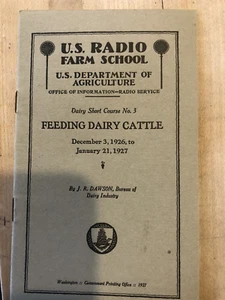 U.S. RADIO
FARM SCHOOL
U.S. DEPARTMENT OF
AGRICULTURE
OFFICE OF INFORMATION—RADIO SERVICE
Dairy Short Course No. 3
FEEDING DAIRY CATTLE
December 3, 1926, to
January 21, 1927
By J. R. DAWSON, Bureau of
Dairy Industry
Washington :: Government Printing Office :: 1927